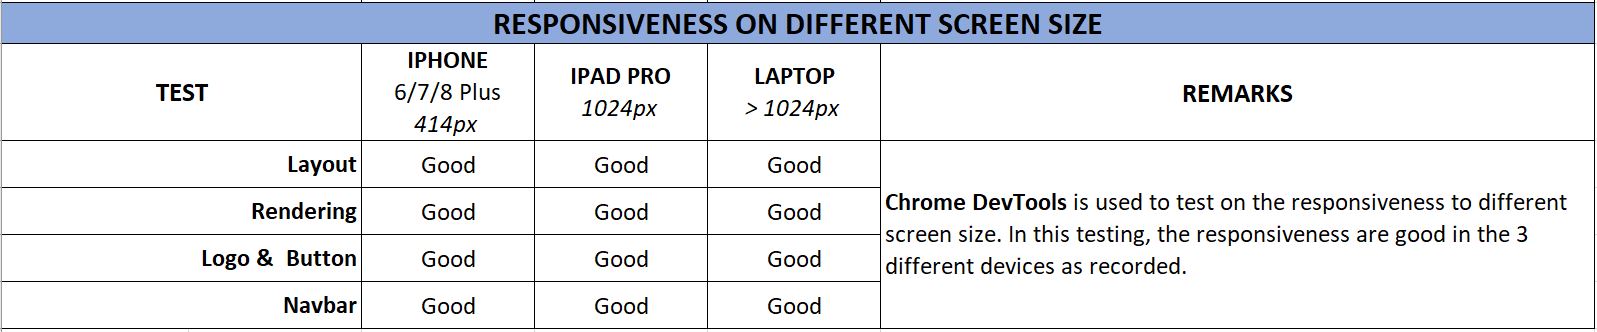 RESPONSIVENESS ON DIFFERENT SCREEN SIZE
TEST
IPHONE
6/7/8 Plus
414px
IPAD PRO
1024px
LAPTOP
> 1024px
REMARKS
Layout Good Good Good
Rendering Good Good Good
Logo & Button Good Good Good
Navbar Good Good Good
Chrome DevTools is used to test on the responsiveness to different
screen size. In this testing, the responsiveness are good in the 3
different devices as recorded.